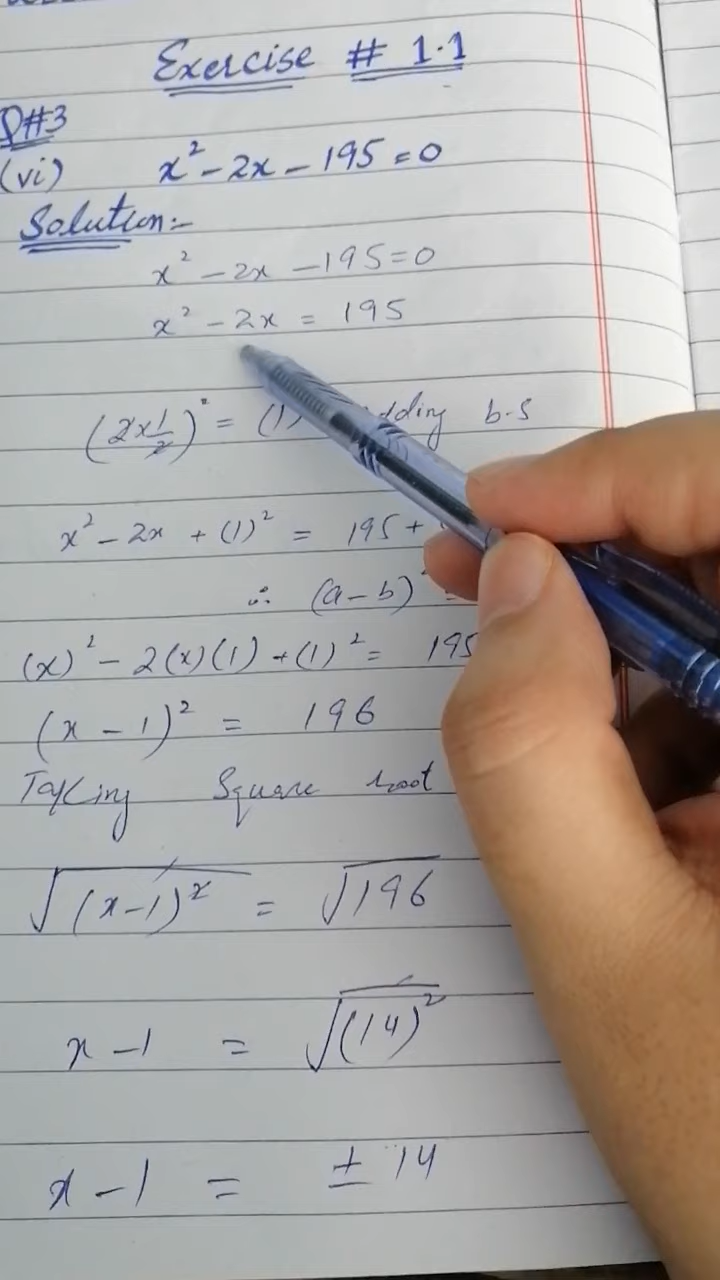 Exercise # 1.1
Q#3
(vi) x² - 2x - 195 = 0
Solution:-
x² - 2x - 195 = 0
x² - 2x = 195
(2x1/2)² = (1) b.s
x² - 2x + (1)² = 195 +
∴ (a - b)²
(x)² - 2(x)(1) + (1)² = 195
(x - 1)² = 196
Taking Square root
√(x-1)² = √196
x - 1 = √(14)²
x - 1 = ± 14